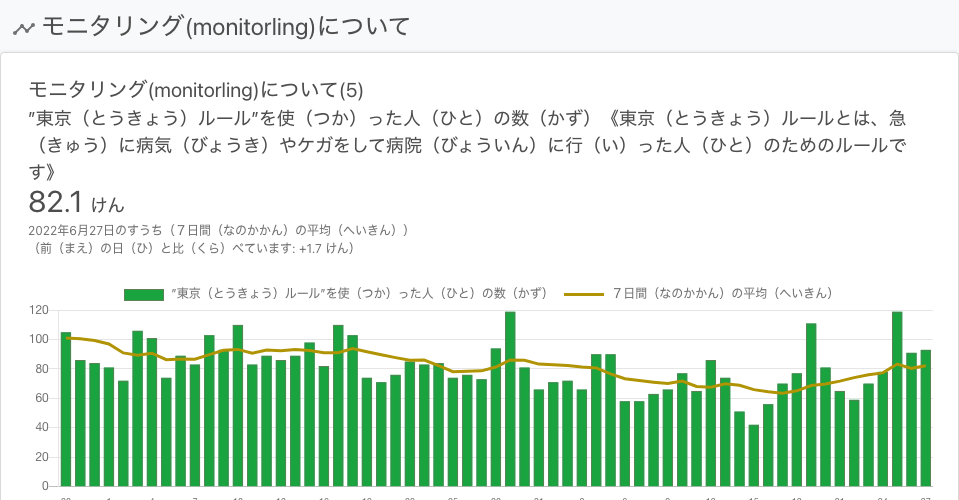 モニタリング(monitorling)について
モニタリング(monitorling)について(5)
”東京（とうきょう）ルール”を使（つか）った人（ひと）の数（かず）《東京（とうきょう）ルールとは、急
（きゅう）に病気（びょうき）やケガをして病院（びょういん）に行（い）った人（ひと）のためのルールで
す》
82.1 けん
2022年6月27日のすうち（７日間（なのかかん）の平均（へいきん））
（前（まえ）の日（ひ）と比（くら）べています: +1.7 けん）
”東京（とうきょう）ルール”を使（つか）った人（ひと）の数（かず） ７日間（なのかかん）の平均（へいきん）
120
100
80
60
40
20
0